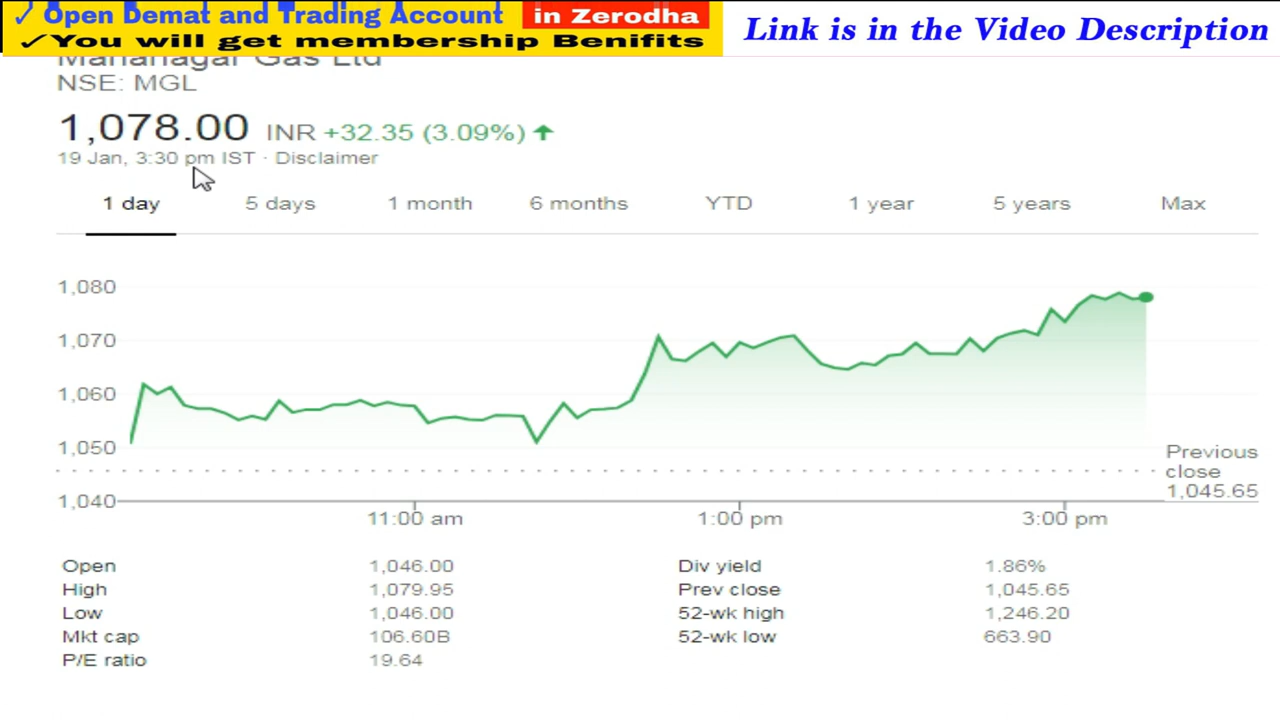 ✓ Open Demat and Trading Account in Zerodha
✓You will get membership Benifits
Link is in the Video Description
Mahanagar Gas Ltd
NSE: MGL
1,078.00 INR +32.35 (3.09%) ↑
19 Jan, 3:30 pm IST · Disclaimer
1 day 5 days 1 month 6 months YTD 1 year 5 years Max
1,080
1,070
1,060
1,050
1,040
Previous
close
1,045.65
11:00 am 1:00 pm 3:00 pm
Open 1,046.00 Div yield 1.86%
High 1,079.95 Prev close 1,045.65
Low 1,046.00 52-wk high 1,246.20
Mkt cap 106.60B 52-wk low 663.90
P/E ratio 19.64